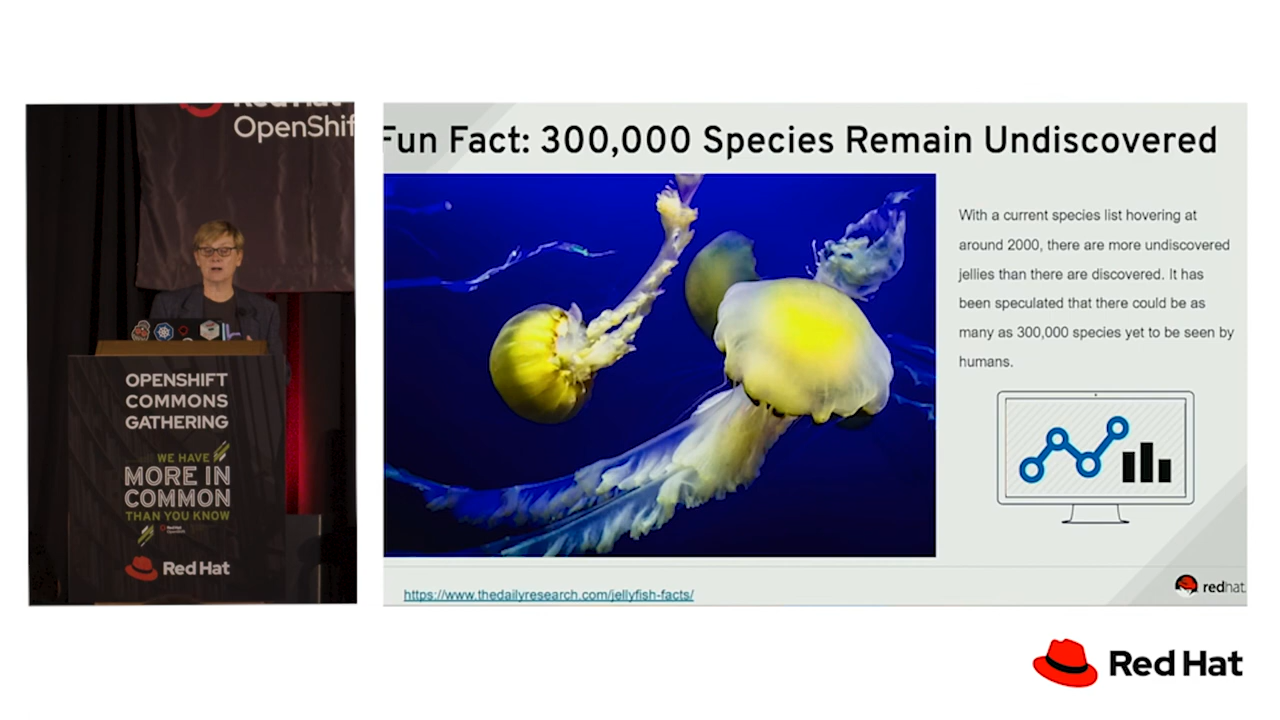 OpenShif
OPENSHIFT
COMMONS
GATHERING
WE HAVE
MORE IN
COMMON
THAN YOU KNOW
Red Hat
Fun Fact: 300,000 Species Remain Undiscovered
With a current species list hovering at
around 2000, there are more undiscovered
jellies than there are discovered. It has
been speculated that there could be as
many as 300,000 species yet to be seen by
humans.
https://www.thedailyresearch.com/jellyfish-facts/
redhat.
Red Hat